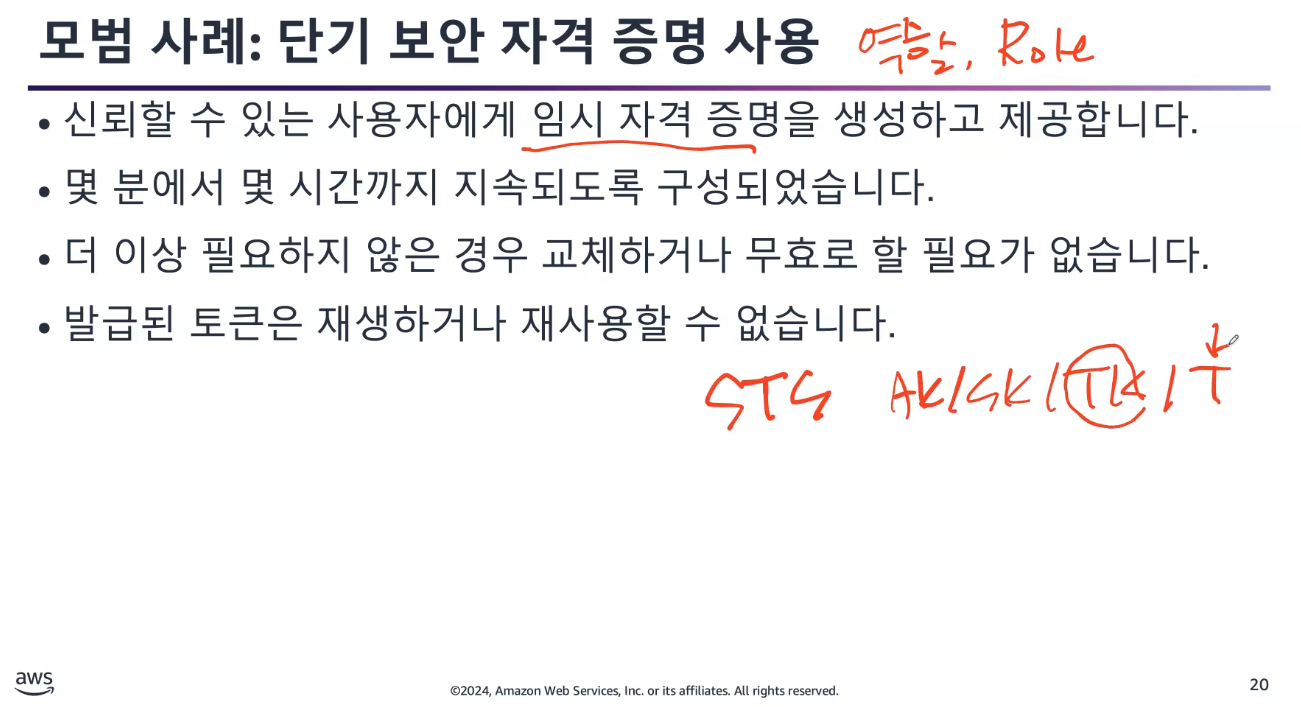 모범 사례: 단기 보안 자격 증명 사용 역할, Role
• 신뢰할 수 있는 사용자에게 임시 자격 증명을 생성하고 제공합니다.
• 몇 분에서 몇 시간까지 지속되도록 구성되었습니다.
• 더 이상 필요하지 않은 경우 교체하거나 무효로 할 필요가 없습니다.
• 발급된 토큰은 재생하거나 재사용할 수 없습니다.
STS AK/SK/TK/T
aws
©2024, Amazon Web Services, Inc. or its affiliates. All rights reserved.
20